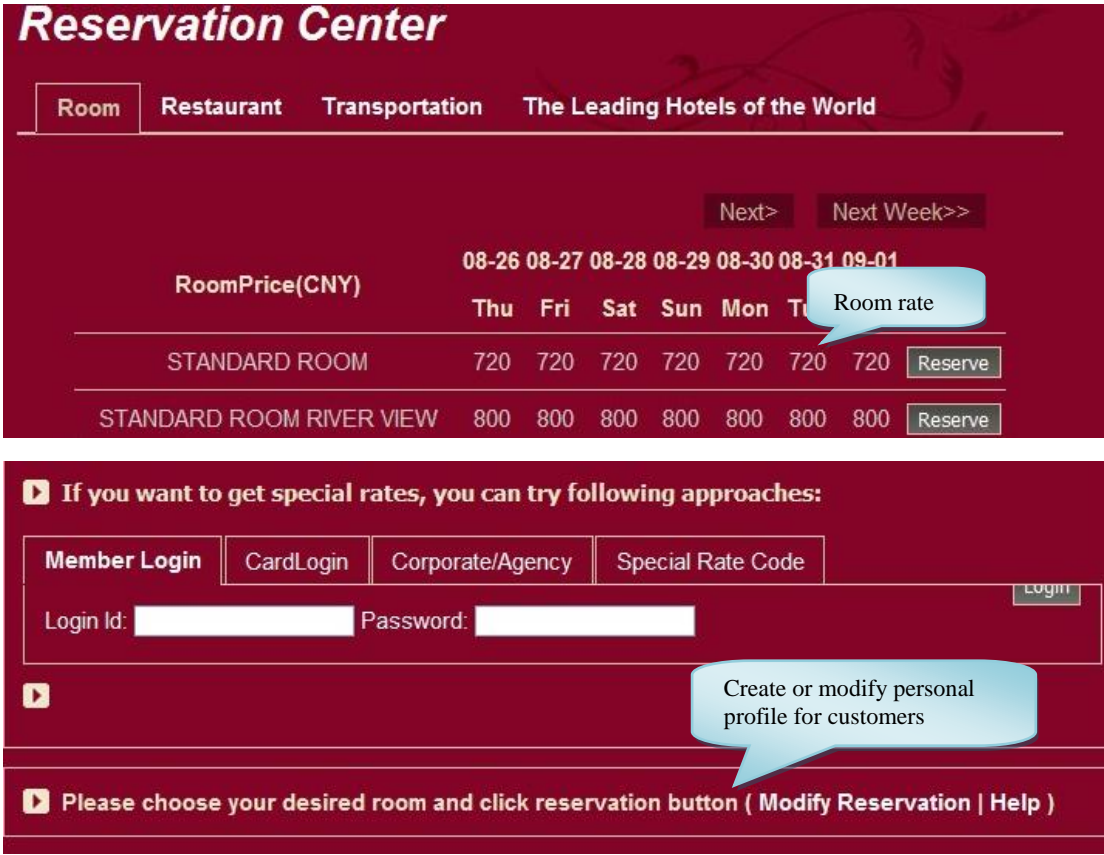 Reservation Center
Room Restaurant Transportation The Leading Hotels of the World
Next> Next Week>>
RoomPrice(CNY)
08-26 08-27 08-28 08-29 08-30 08-31 09-01
Thu Fri Sat Sun Mon
Room rate
STANDARD ROOM 720 720 720 720 720 720 720 Reserve
STANDARD ROOM RIVER VIEW 800 800 800 800 800 800 800 Reserve
If you want to get special rates, you can try following approaches:
Member Login CardLogin Corporate/Agency Special Rate Code
Login
Login Id: Password:
Create or modify personal
profile for customers
Please choose your desired room and click reservation button ( Modify Reservation | Help )